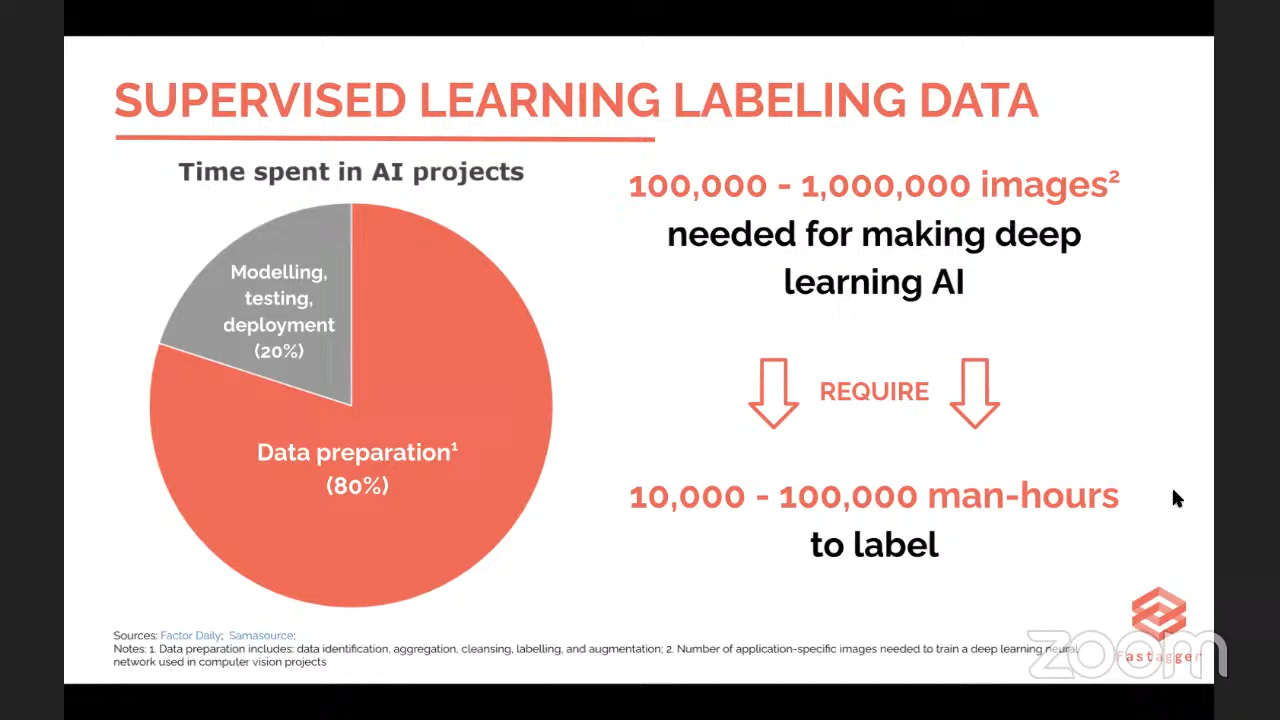 SUPERVISED LEARNING LABELING DATA
Time spent in AI projects
Modelling,
testing,
deployment
(20%)
Data preparation¹
(80%)
100,000 - 1,000,000 images²
needed for making deep
learning AI
REQUIRE
10,000 - 100,000 man-hours
to label
Sources: Factor Daily; Samasource;
Notes: 1. Data preparation includes: data identification, aggregation, cleansing, labelling, and augmentation; 2. Number of application-specific images needed to train a deep learning neural
network used in computer vision projects
zoom
Fastagger